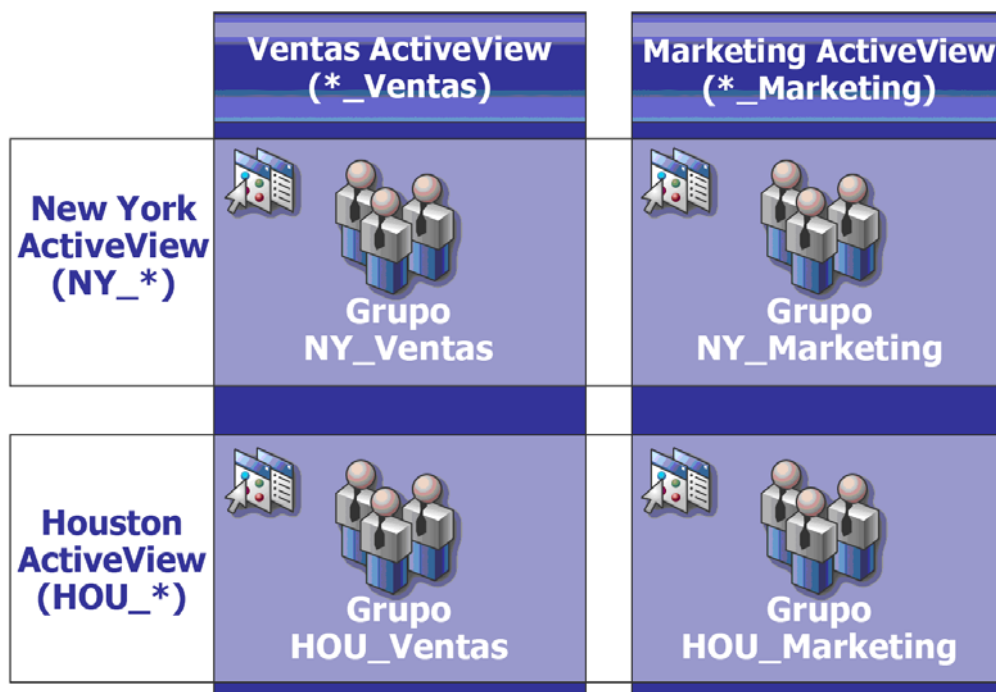 Ventas ActiveView
(*_Ventas)
Marketing ActiveView
(*_Marketing)
New York
ActiveView
(NY_*)
Grupo
NY_Ventas
Grupo
NY_Marketing
Houston
ActiveView
(HOU_*)
Grupo
HOU_Ventas
Grupo
HOU_Marketing